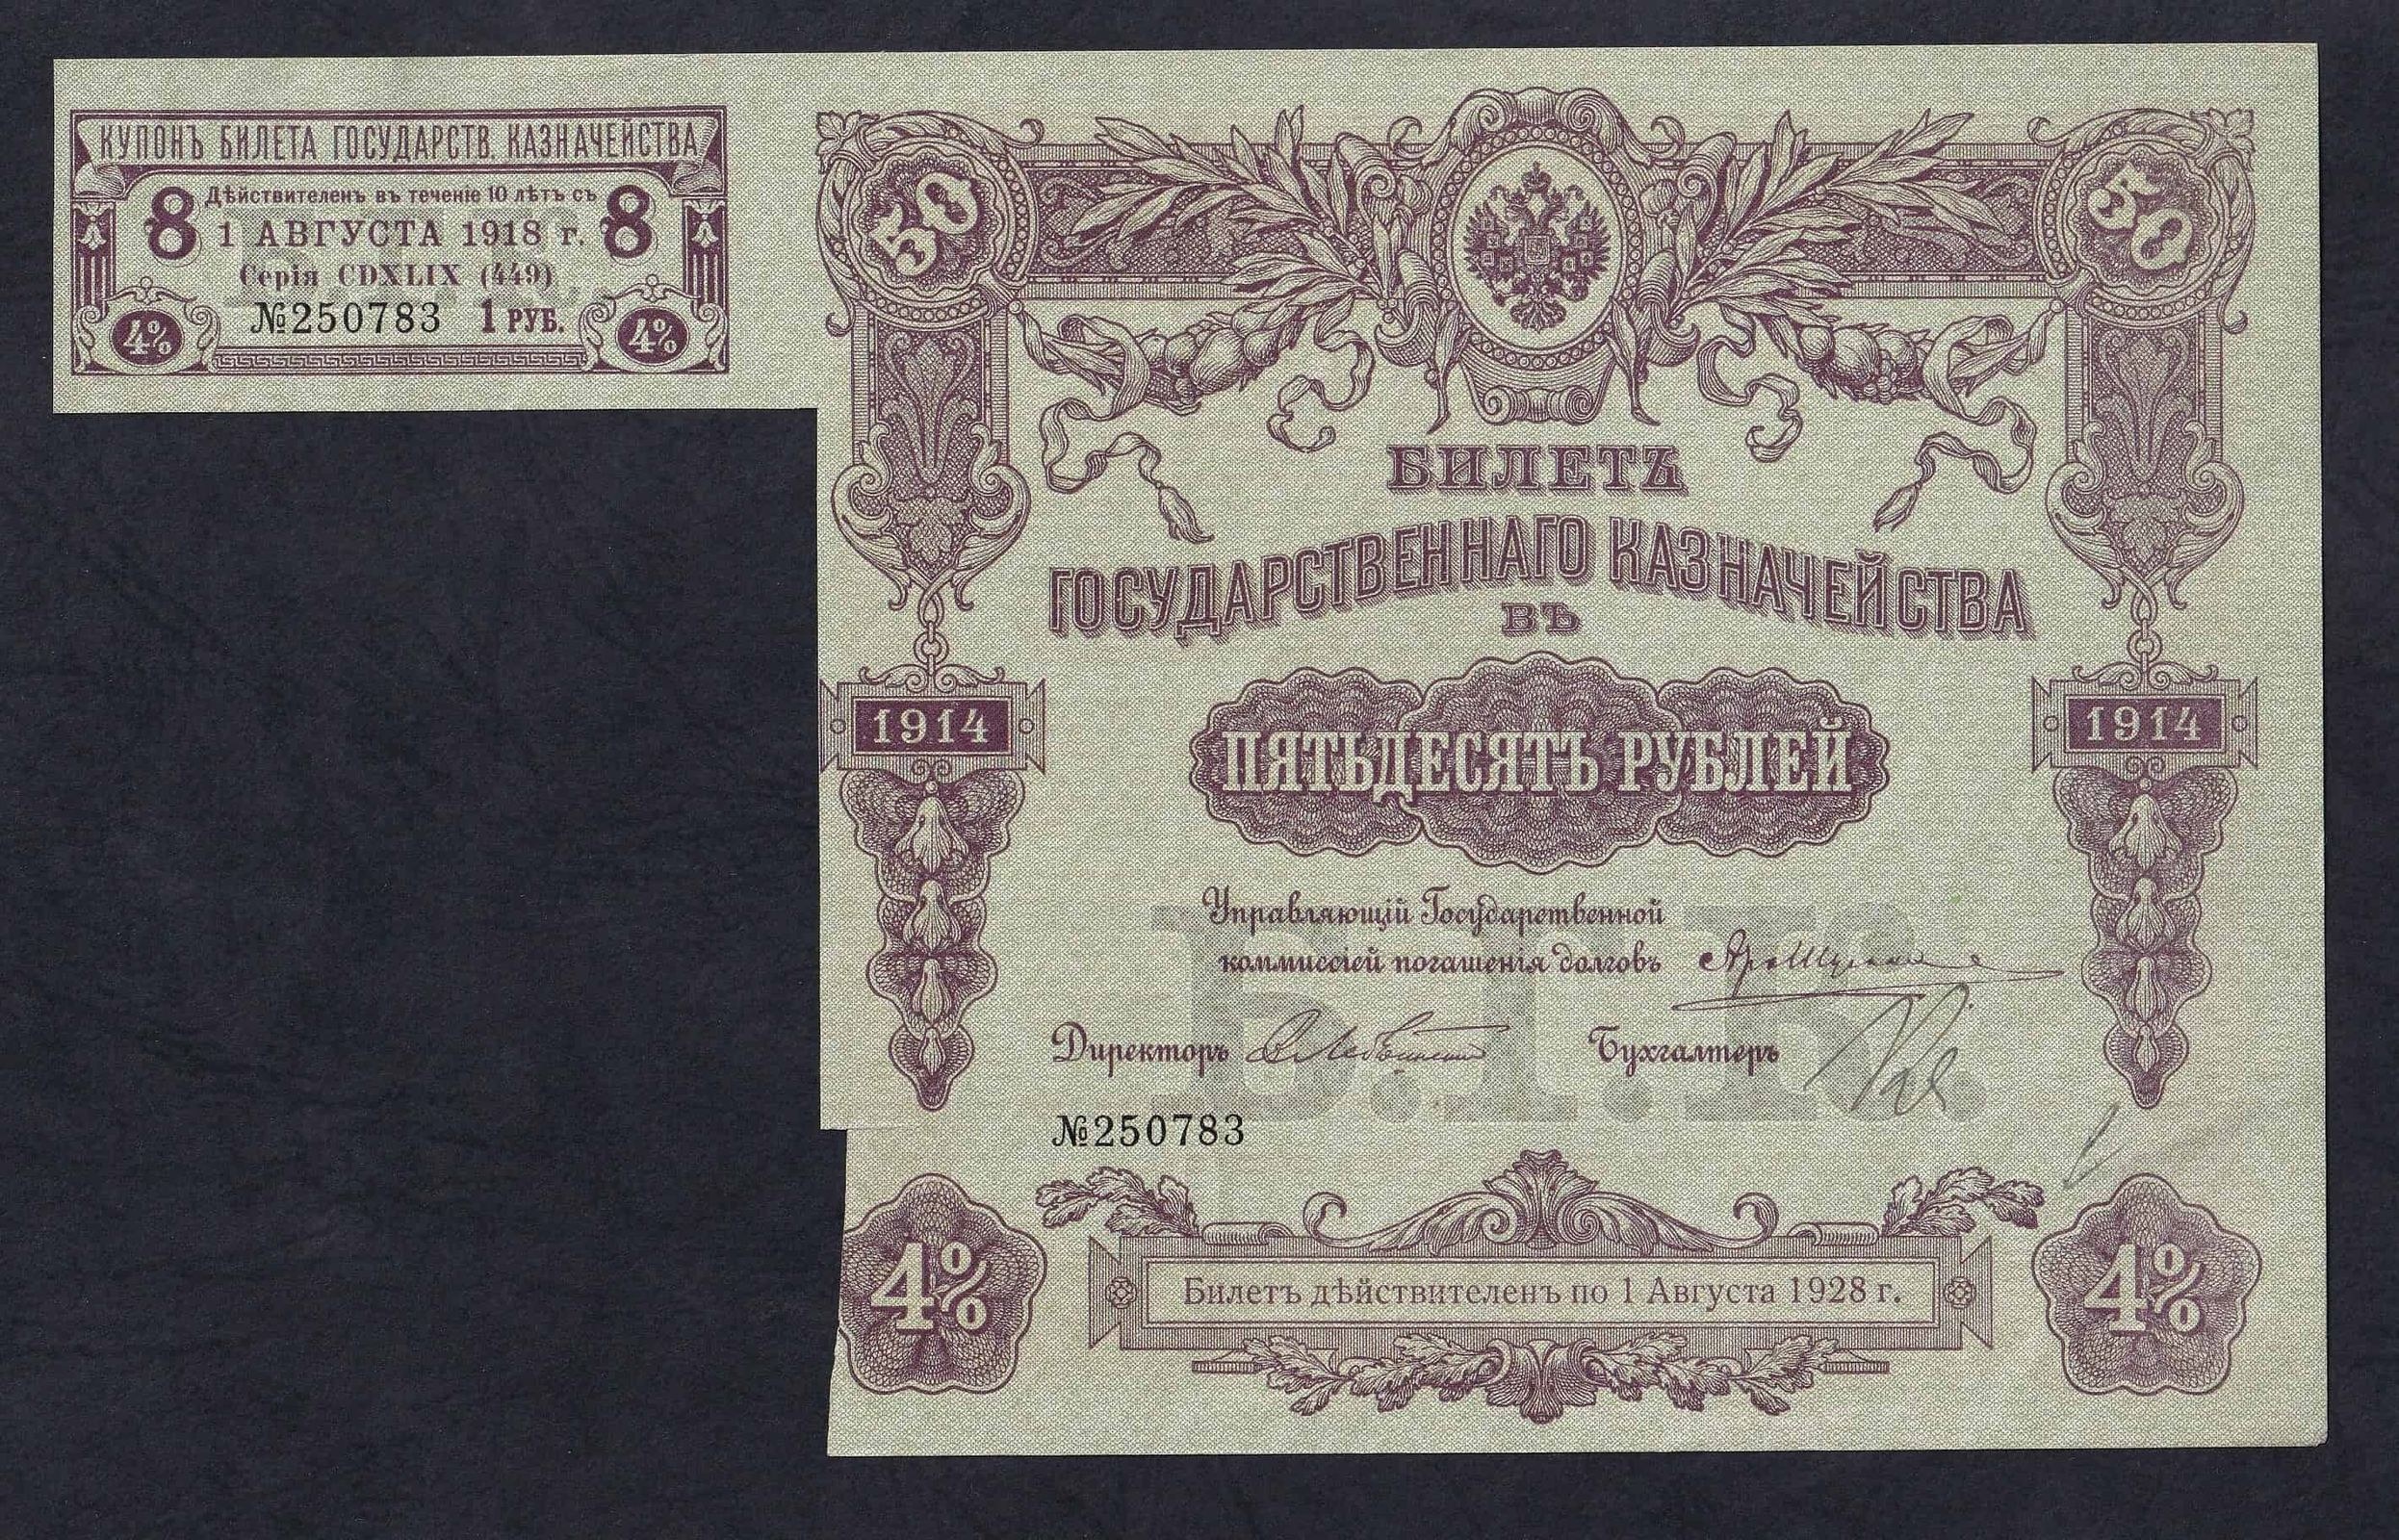 КУПОНЪ БИЛЕТА ГОСУДАРСТВ. КАЗНАЧЕЙСТВА
8 Дѣйствителенъ въ теченіе 10 лѣтъ съ 8
1 АВГУСТА 1918 г.
Серія CDXLIX (449)
№250783 1 РУБ.
4% 4%
50 50
БИЛЕТЪ
ГОСУДАРСТВЕННАГО КАЗНАЧЕЙСТВА
ВЪ
1914 1914
ПЯТЬДЕСЯТЪ РУБЛЕЙ
Управляющій Государственной
коммиссіей погашенія долговъ
Директоръ Бухгалтеръ
Б.Г.К.
№250783
4% 4%
Билетъ дѣйствителенъ по 1 Августа 1928 г.